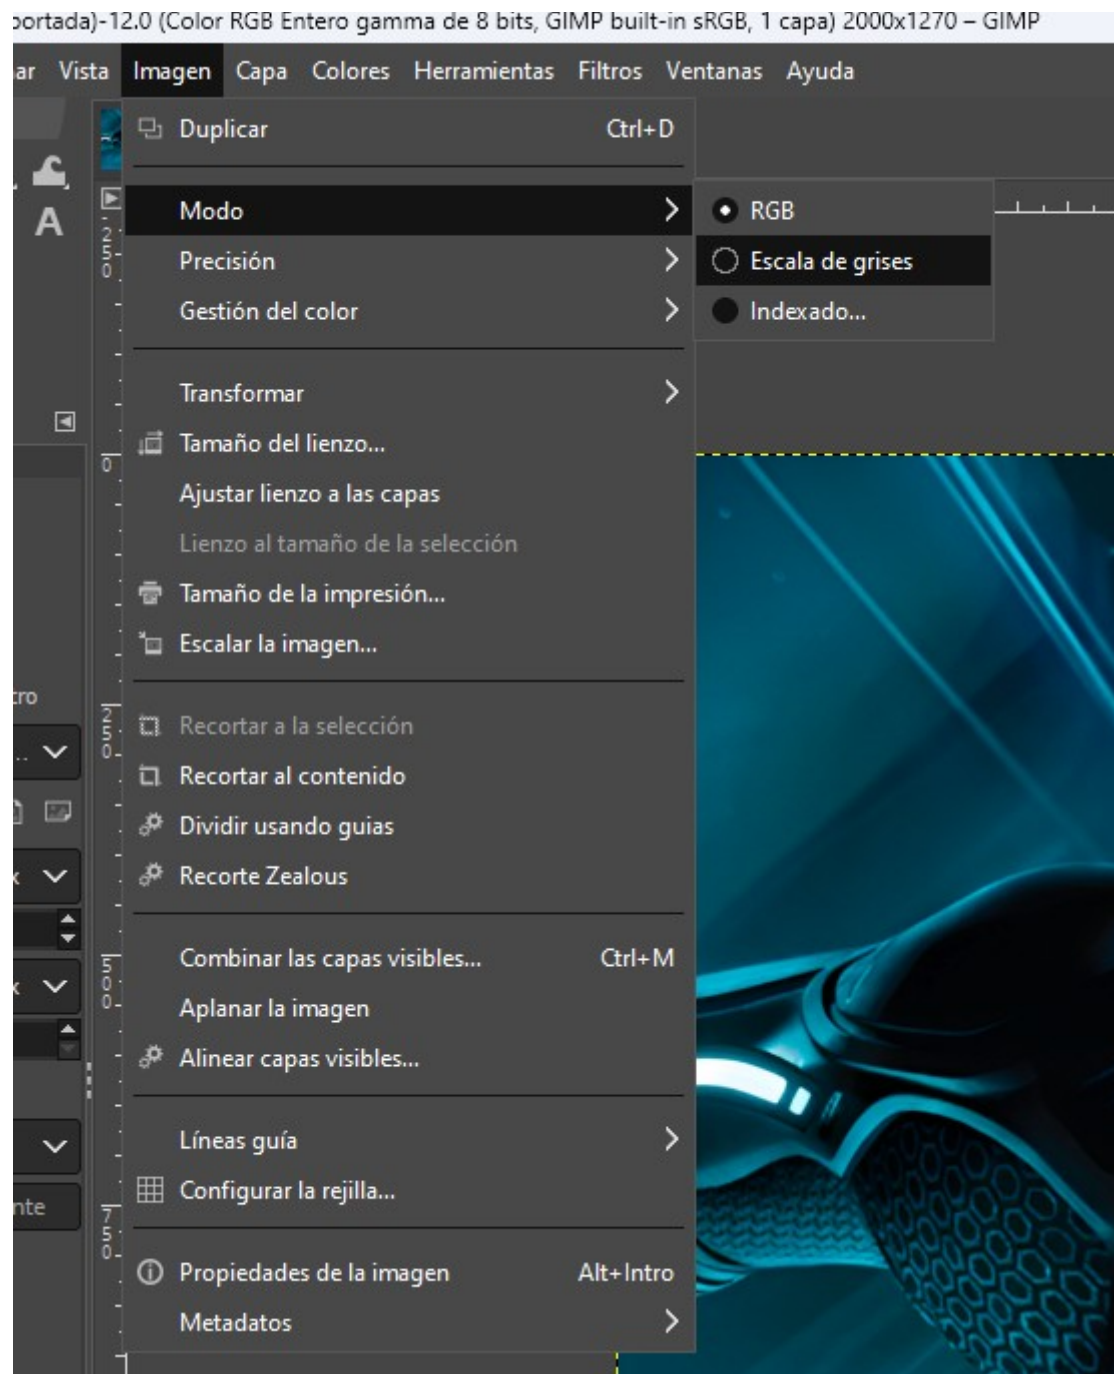 ortada)-12.0 (Color RGB Entero gamma de 8 bits, GIMP built-in sRGB, 1 capa) 2000x1270 – GIMP
ar Vista Imagen Capa Colores Herramientas Filtros Ventanas Ayuda
Duplicar Ctrl+D
Modo
RGB
Precisión
Escala de grises
Gestión del color
Indexado...
Transformar
Tamaño del lienzo...
Ajustar lienzo a las capas
Lienzo al tamaño de la selección
Tamaño de la impresión...
Escalar la imagen...
tro
Recortar a la selección
Recortar al contenido
Dividir usando guias
Recorte Zealous
Combinar las capas visibles... Ctrl+M
Aplanar la imagen
Alinear capas visibles...
Líneas guía
Configurar la rejilla...
nte
Propiedades de la imagen Alt+Intro
Metadatos
A
-250
0
250
500
750